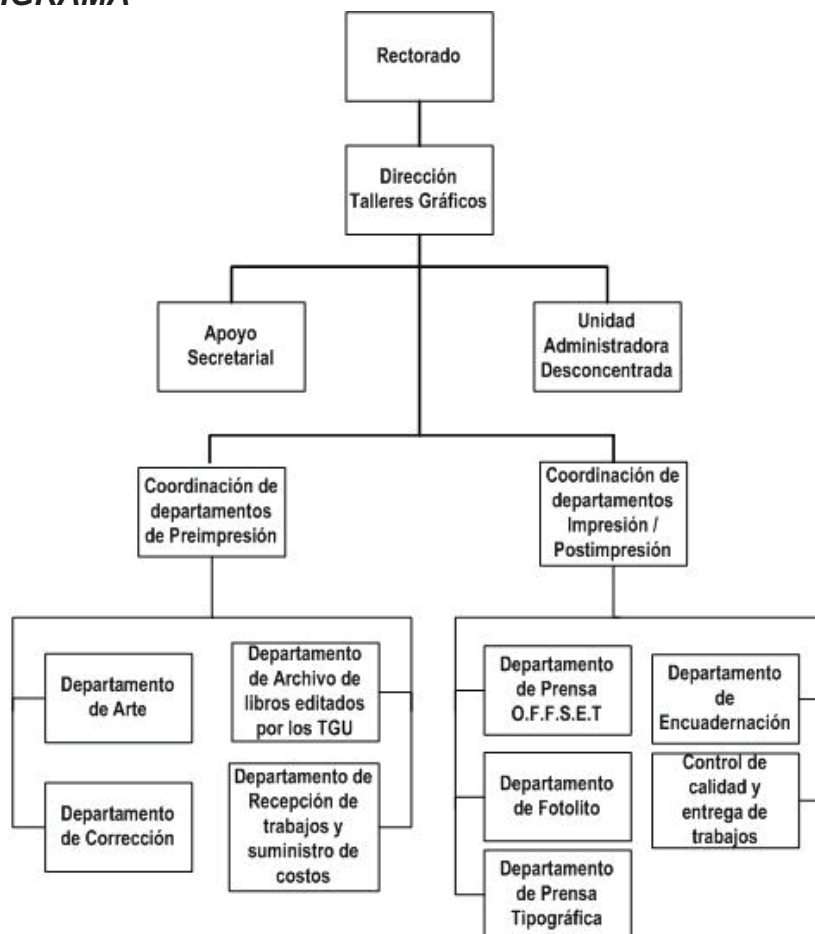 IGRAMA
Rectorado
Dirección
Talleres Gráficos
Apoyo
Secretarial
Unidad
Administradora
Desconcentrada
Coordinación de
departamentos
de Preimpresión
Coordinación de
departamentos
Impresión /
Postimpresión
Departamento
de Arte
Departamento
de Archivo de
libros editados
por los TGU
Departamento
de Corrección
Departamento de
Recepción de
trabajos y
suministro de
costos
Departamento
de Prensa
O.F.F.S.E.T
Departamento
de
Encuadernación
Departamento
de Fotolito
Control de
calidad y
entrega de
trabajos
Departamento
de Prensa
Tipográfica